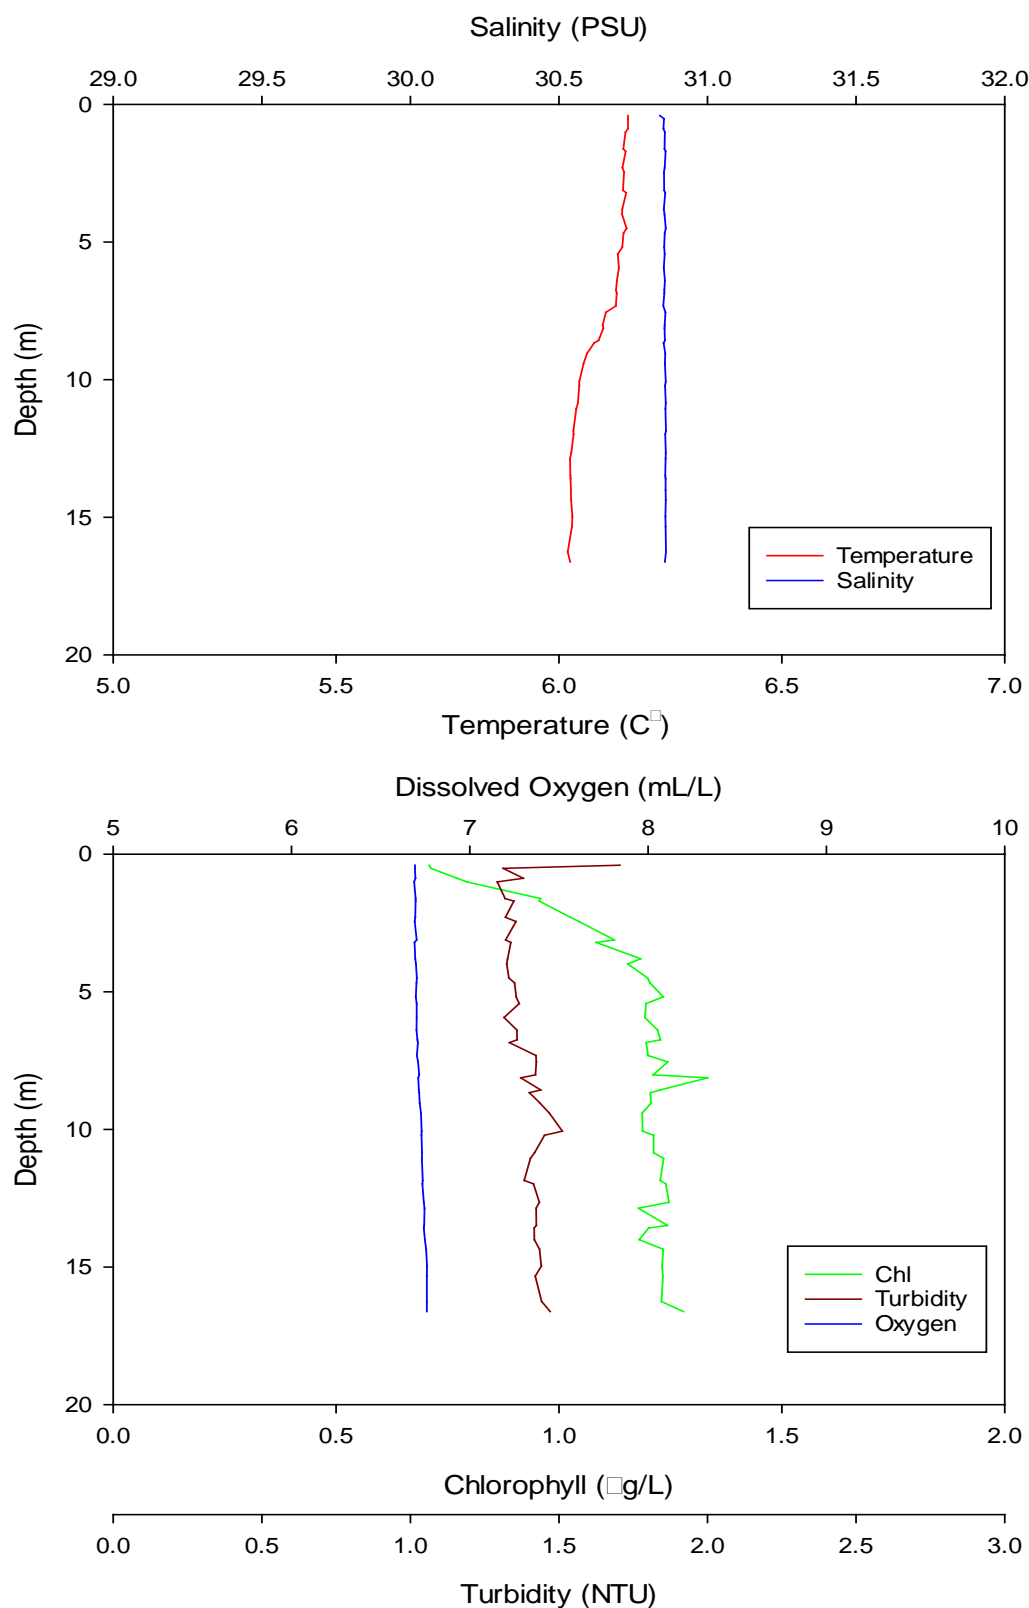 Salinity (PSU)
29.0 29.5 30.0 30.5 30.5 31.0 31.5 32.0
0
5
10
15
20
Depth (m)
Temperature
Salinity
5.0 5.5 6.0 6.5 7.0
Temperature (C□)
Dissolved Oxygen (mL/L)
5 6 7 8 9 10
0
5
10
15
20
Depth (m)
Chl
Turbidity
Oxygen
0.0 0.5 1.0 1.5 2.0
Chlorophyll (□g/L)
0.0 0.5 1.0 1.5 2.0 2.5 3.0
Turbidity (NTU)